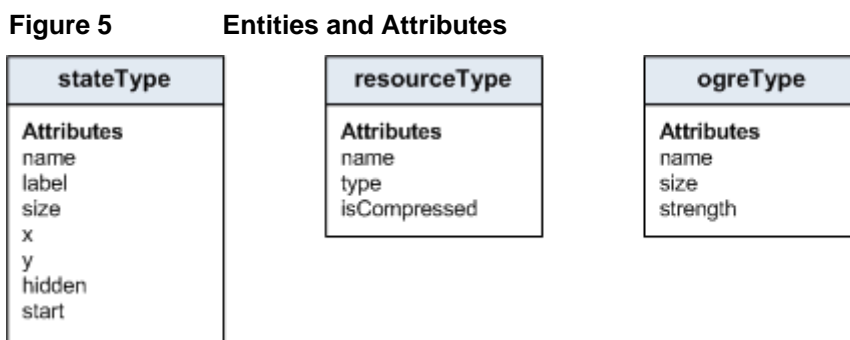 Figure 5 Entities and Attributes
stateType
Attributes
name
label
size
x
y
hidden
start
resourceType
Attributes
name
type
isCompressed
ogreType
Attributes
name
size
strength